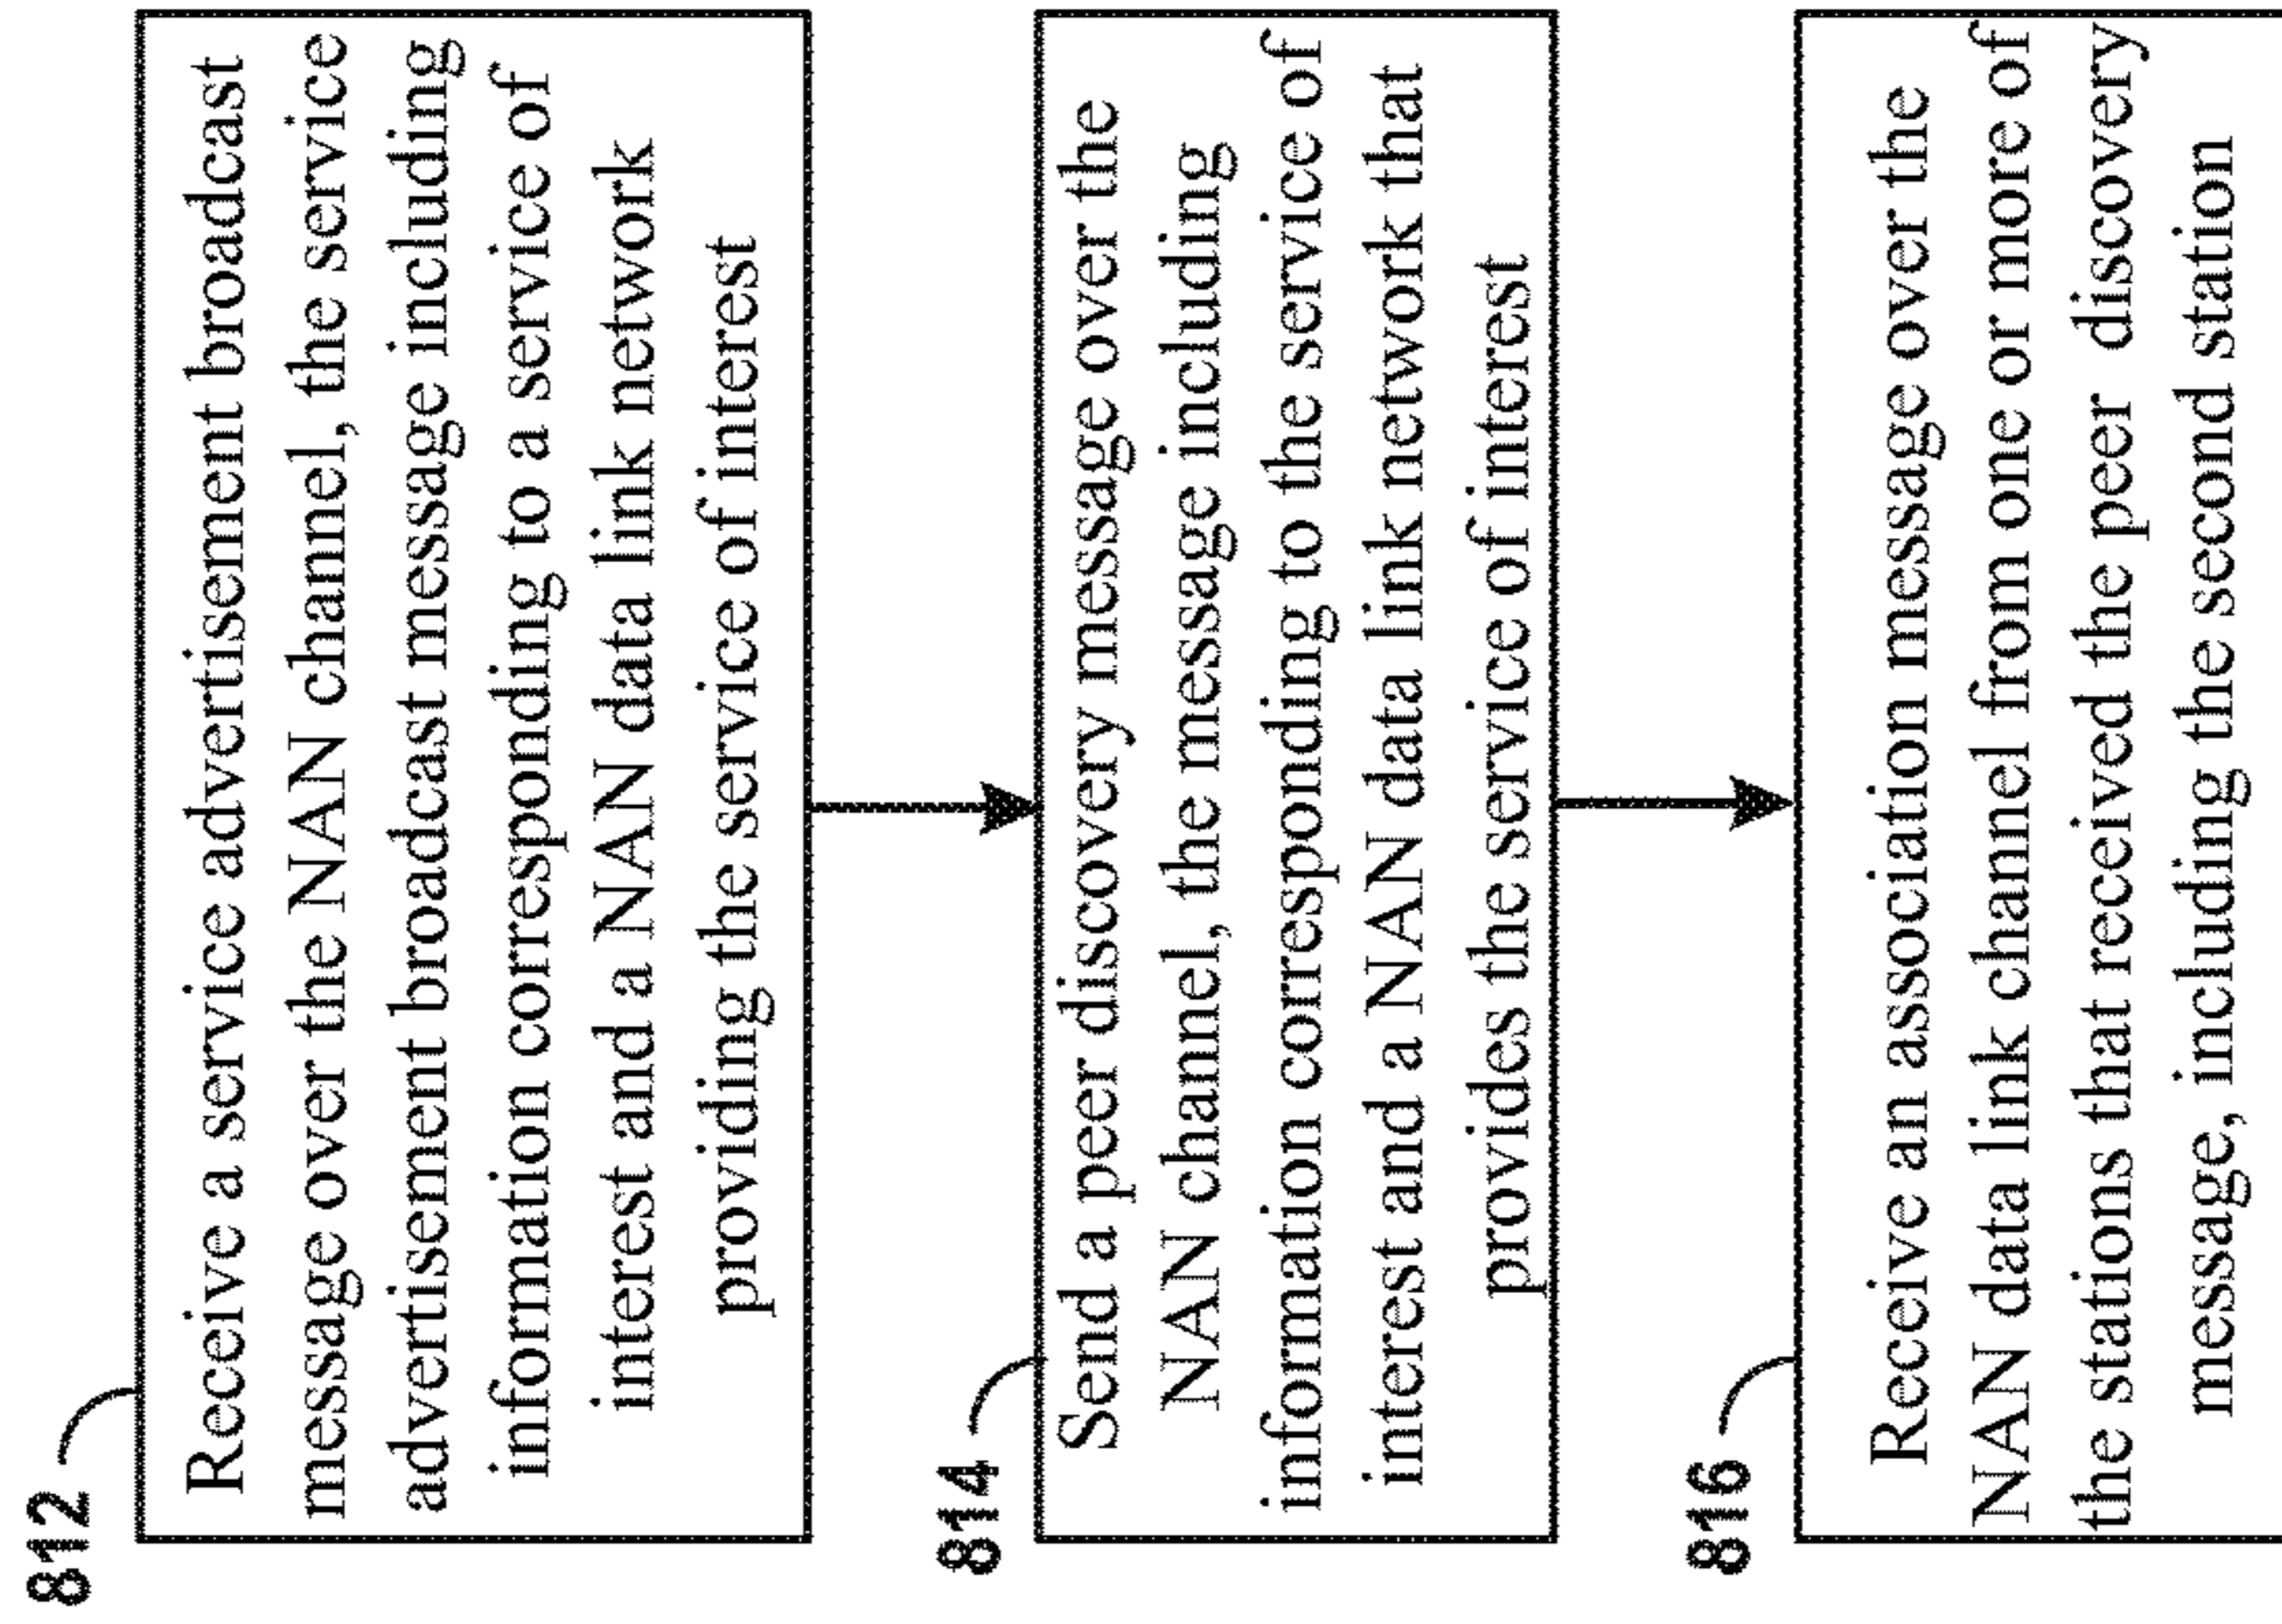 812
Receive a service advertisement broadcast
message over the NAN channel, the service
advertisement broadcast message including
information corresponding to a service of
interest and a NAN data link network
providing the service of interest
814
Send a peer discovery message over the
NAN channel, the message including
information corresponding to the service of
interest and a NAN data link network that
provides the service of interest
816
Receive an association message over the
NAN data link channel from one or more of
the stations that received the peer discovery
message, including the second station